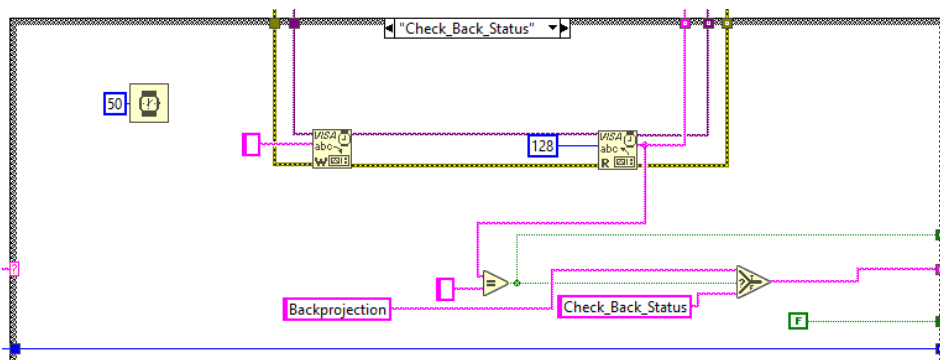 "Check_Back_Status"
50
VISA
abc
W
128
VISA
abc
R
?
=
?
T
F
Backprojection
Check_Back_Status
F